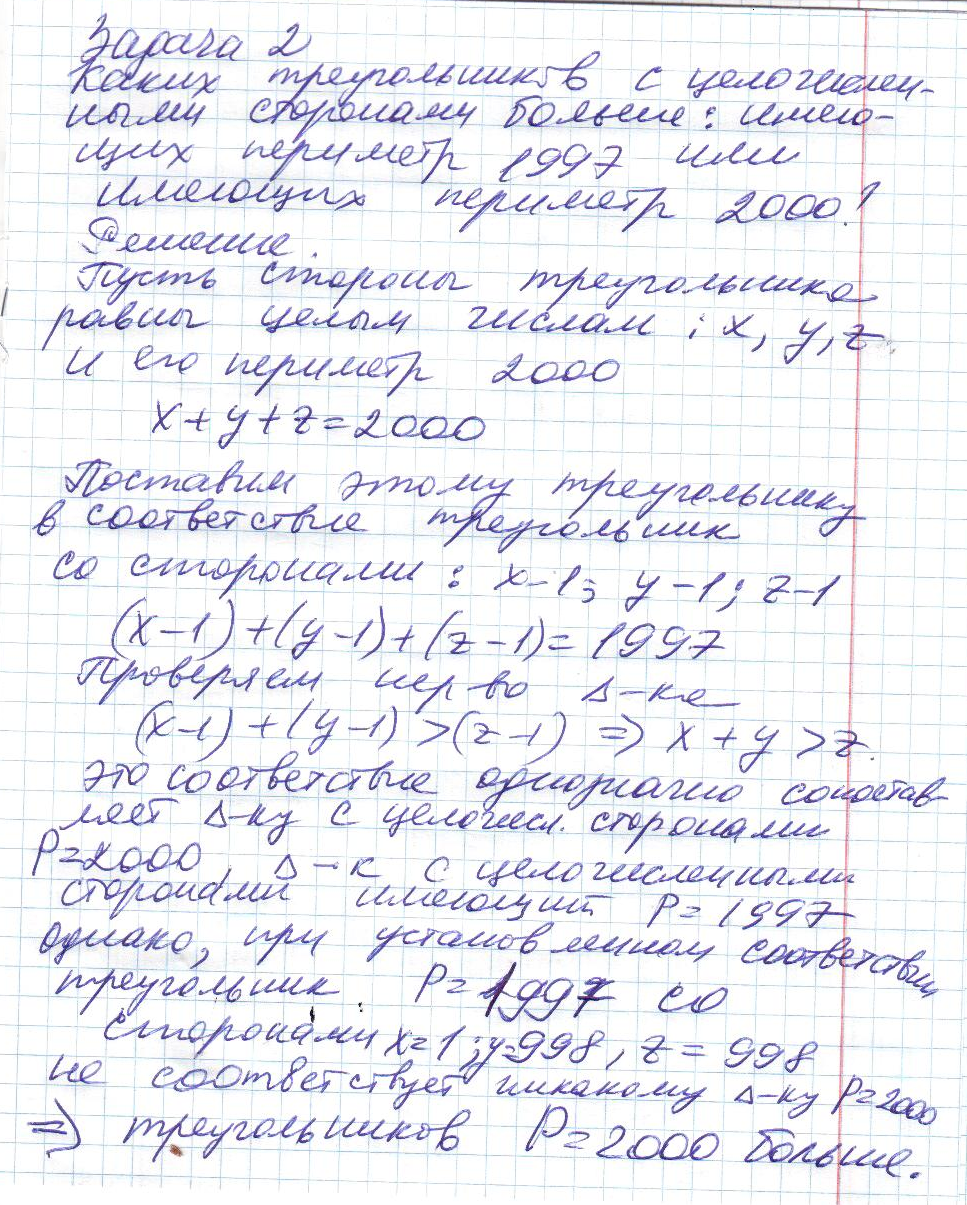 Задача 2
Каких треугольников с целочислен-
ными сторонами больше: имею-
щих периметр 1997 или
имеющих периметр 2000?
Решение.
Пусть стороны треугольника
равны целым числам: x, y, z
и его периметр 2000
x + y + z = 2000
Поставим этому треугольнику
в соответствие треугольник
со сторонами: x-1; y-1; z-1
(x-1)+(y-1)+(z-1)=1997
Проверяем нер-во Δ-ка
(x-1)+(y-1)>(z-1) ⇒ x+y>z.
Это соответствие однозначно сопостав-
ляет Δ-ку с целочисл. сторонами
P=2000, Δ-к с целочисленными
сторонами имеющий P=1997
однако, при установленном соответствии
треугольник P=1997 со
сторонами x=1; y=998, z=998
не соответствует никакому Δ-ку P=2000
⇒ треугольников P=2000 больше.